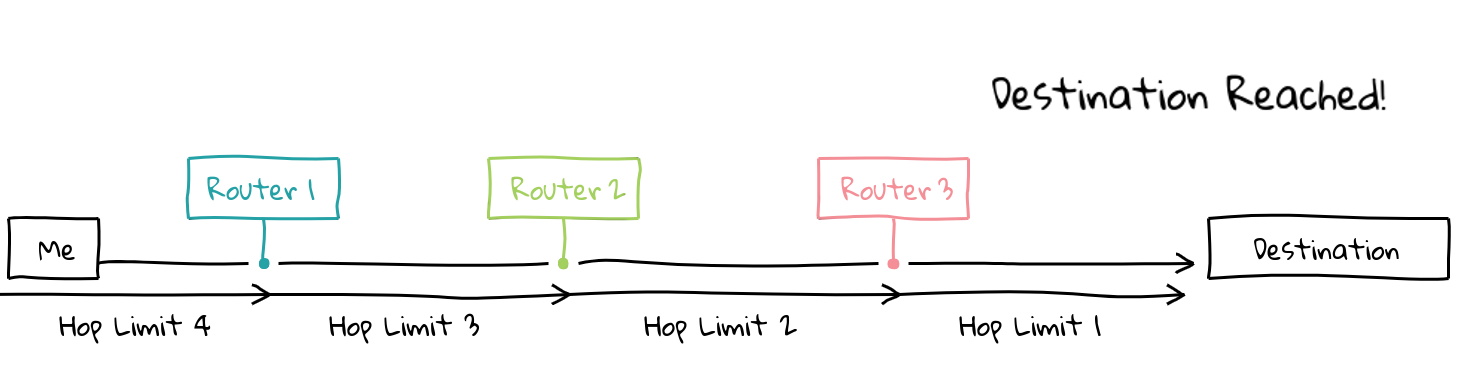 Destination Reached!
Router 1
Router 2
Router 3
Me
Destination
Hop Limit 4
Hop Limit 3
Hop Limit 2
Hop Limit 1